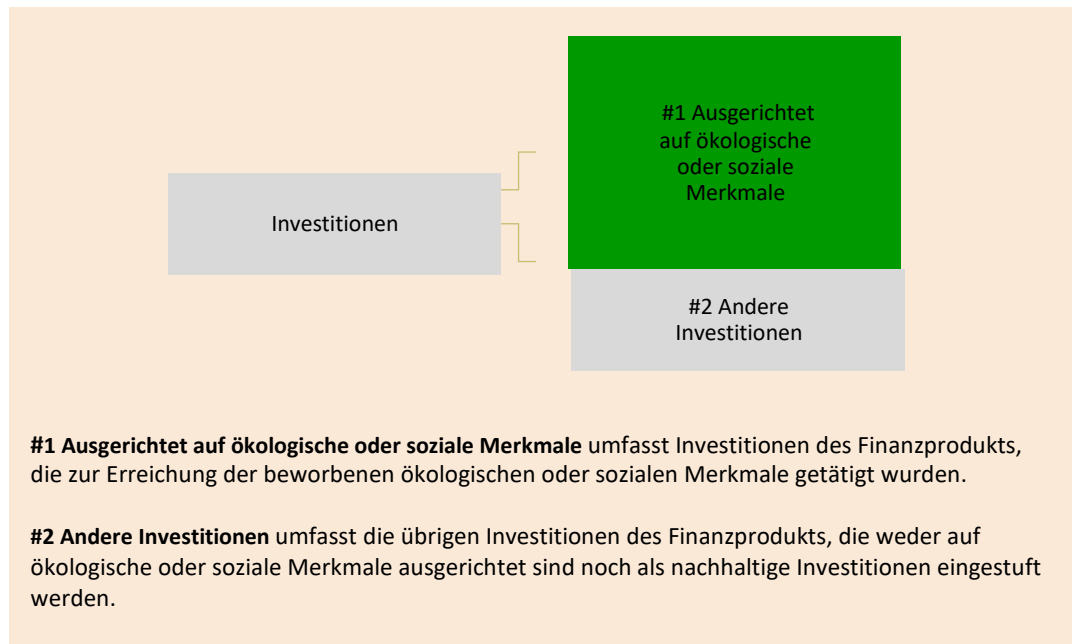 #1 Ausgerichtet
auf ökologische
oder soziale
Merkmale
Investitionen
#2 Andere
Investitionen
#1 Ausgerichtet auf ökologische oder soziale Merkmale umfasst Investitionen des Finanzprodukts,
die zur Erreichung der beworbenen ökologischen oder sozialen Merkmale getätigt wurden.
#2 Andere Investitionen umfasst die übrigen Investitionen des Finanzprodukts, die weder auf
ökologische oder soziale Merkmale ausgerichtet sind noch als nachhaltige Investitionen eingestuft
werden.